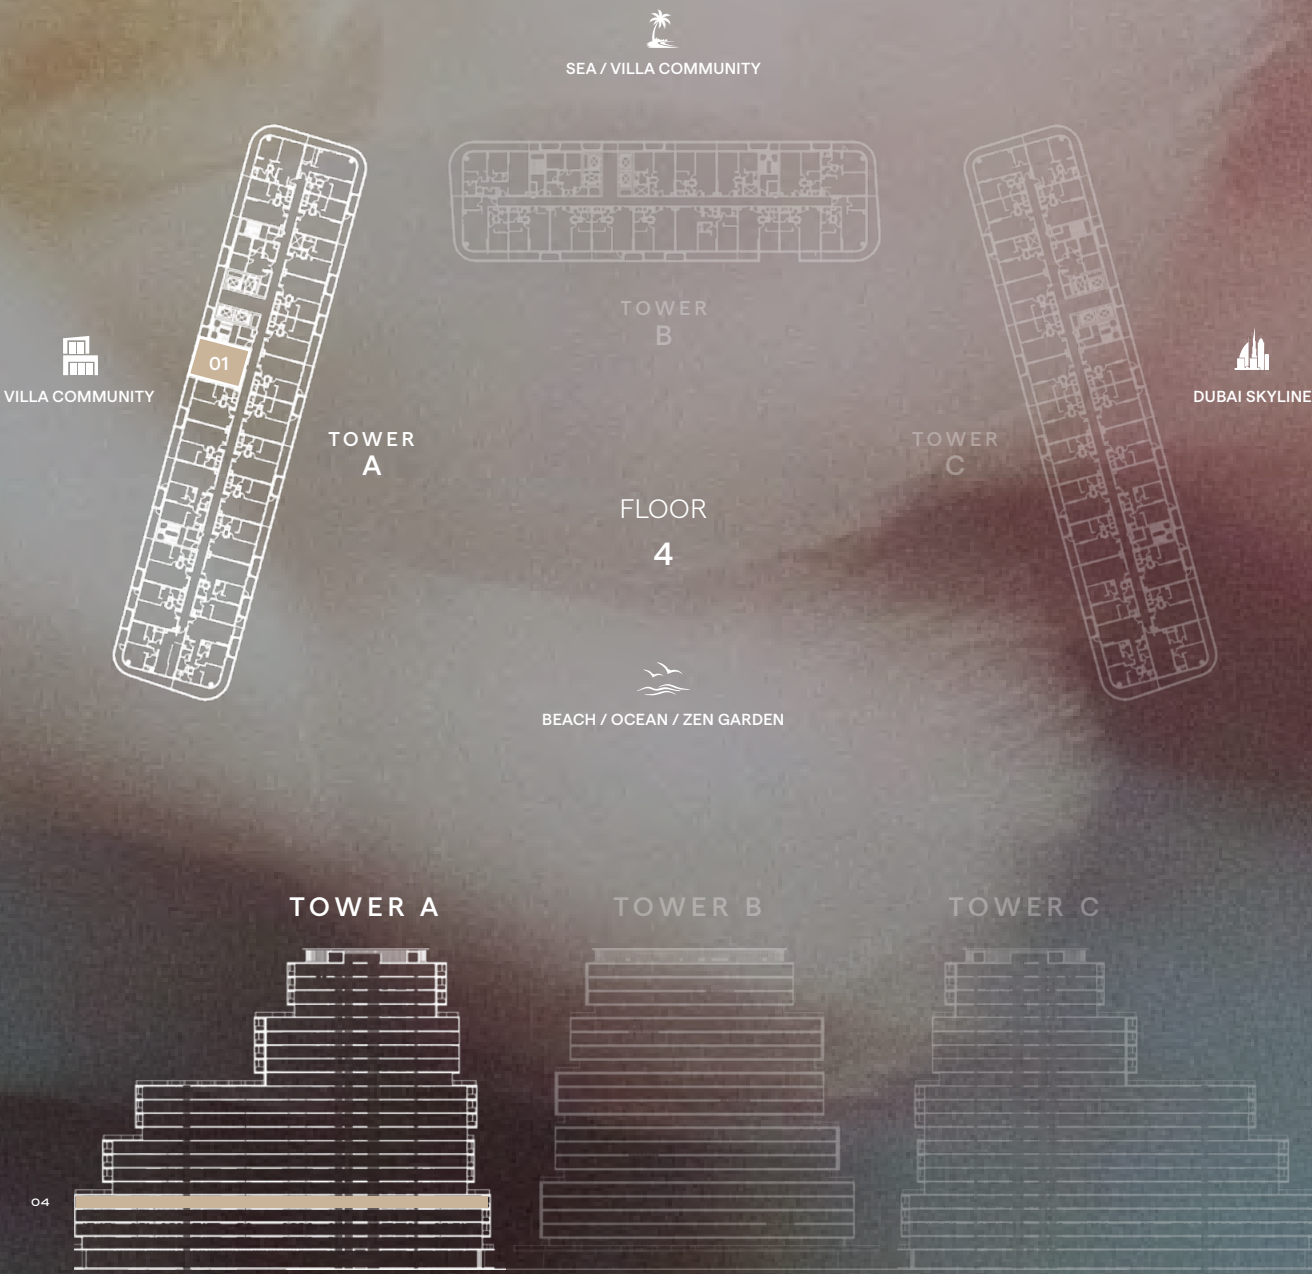 SEA / VILLA COMMUNITY
TOWER
B
01
VILLA COMMUNITY
DUBAI SKYLINE
TOWER
A
TOWER
C
FLOOR
4
BEACH / OCEAN / ZEN GARDEN
TOWER A
TOWER B
TOWER C
04